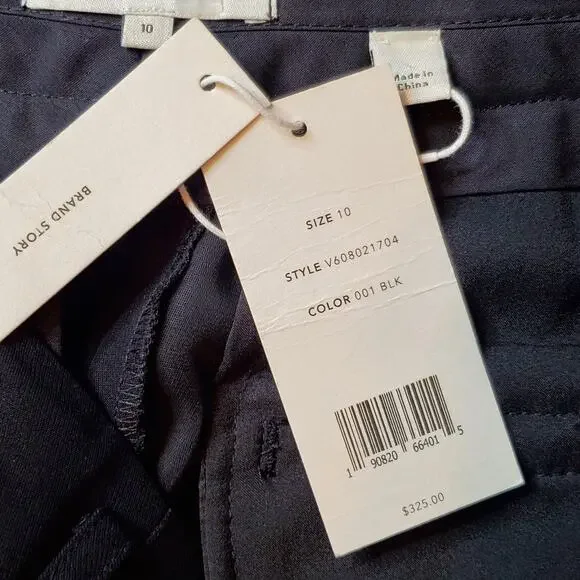 10
Made in
China
BRAND STORY
SIZE 10
STYLE V608021704
COLOR 001 BLK
1 90820 66401 5
$325.00